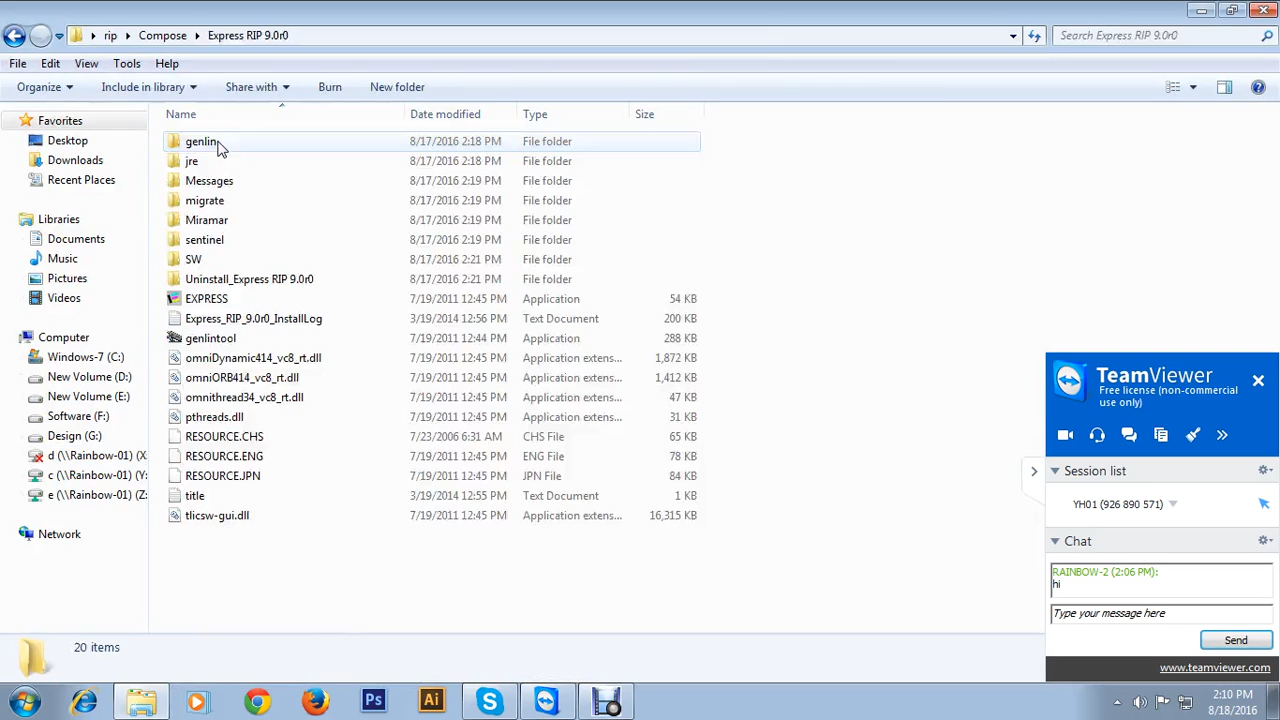 rip Compose Express RIP 9.0r0 Search Express RIP 9.0r0
File Edit View Tools Help
Organize Include in library Share with Burn New folder
Name Date modified Type Size
Favorites
Desktop
Downloads
Recent Places
Libraries
Documents
Music
Pictures
Videos
Computer
Windows-7 (C:)
New Volume (D:)
New Volume (E:)
Software (F:)
Design (G:)
d (\\Rainbow-01) (X:
c (\\Rainbow-01) (Y:
e (\\Rainbow-01) (Z:
Network
genlin 8/17/2016 2:18 PM File folder
jre 8/17/2016 2:18 PM File folder
Messages 8/17/2016 2:19 PM File folder
migrate 8/17/2016 2:19 PM File folder
Miramar 8/17/2016 2:19 PM File folder
sentinel 8/17/2016 2:19 PM File folder
SW 8/17/2016 2:21 PM File folder
Uninstall_Express RIP 9.0r0 8/17/2016 2:21 PM File folder
EXPRESS 7/19/2011 12:45 PM Application 54 KB
Express_RIP_9.0r0_InstallLog 3/19/2014 12:56 PM Text Document 200 KB
genlintool 7/19/2011 12:44 PM Application 288 KB
omniDynamic414_vc8_rt.dll 7/19/2011 12:45 PM Application extens... 1,872 KB
omniORB414_vc8_rt.dll 7/19/2011 12:45 PM Application extens... 1,412 KB
omnithread34_vc8_rt.dll 7/19/2011 12:45 PM Application extens... 47 KB
pthreads.dll 7/19/2011 12:45 PM Application extens... 31 KB
RESOURCE.CHS 7/23/2006 6:31 AM CHS File 65 KB
RESOURCE.ENG 7/19/2011 12:45 PM ENG File 78 KB
RESOURCE.JPN 7/19/2011 12:45 PM JPN File 84 KB
title 3/19/2014 12:55 PM Text Document 1 KB
tlicsw-gui.dll 7/19/2011 12:45 PM Application extens... 16,315 KB
20 items
TeamViewer
Free license (non-commercial
use only)
Session list
YH01 (926 890 571)
Chat
RAINBOW-2 (2:06 PM):
hi
Type your message here
Send
www.teamviewer.com
Ps Ai
2:10 PM
8/18/2016